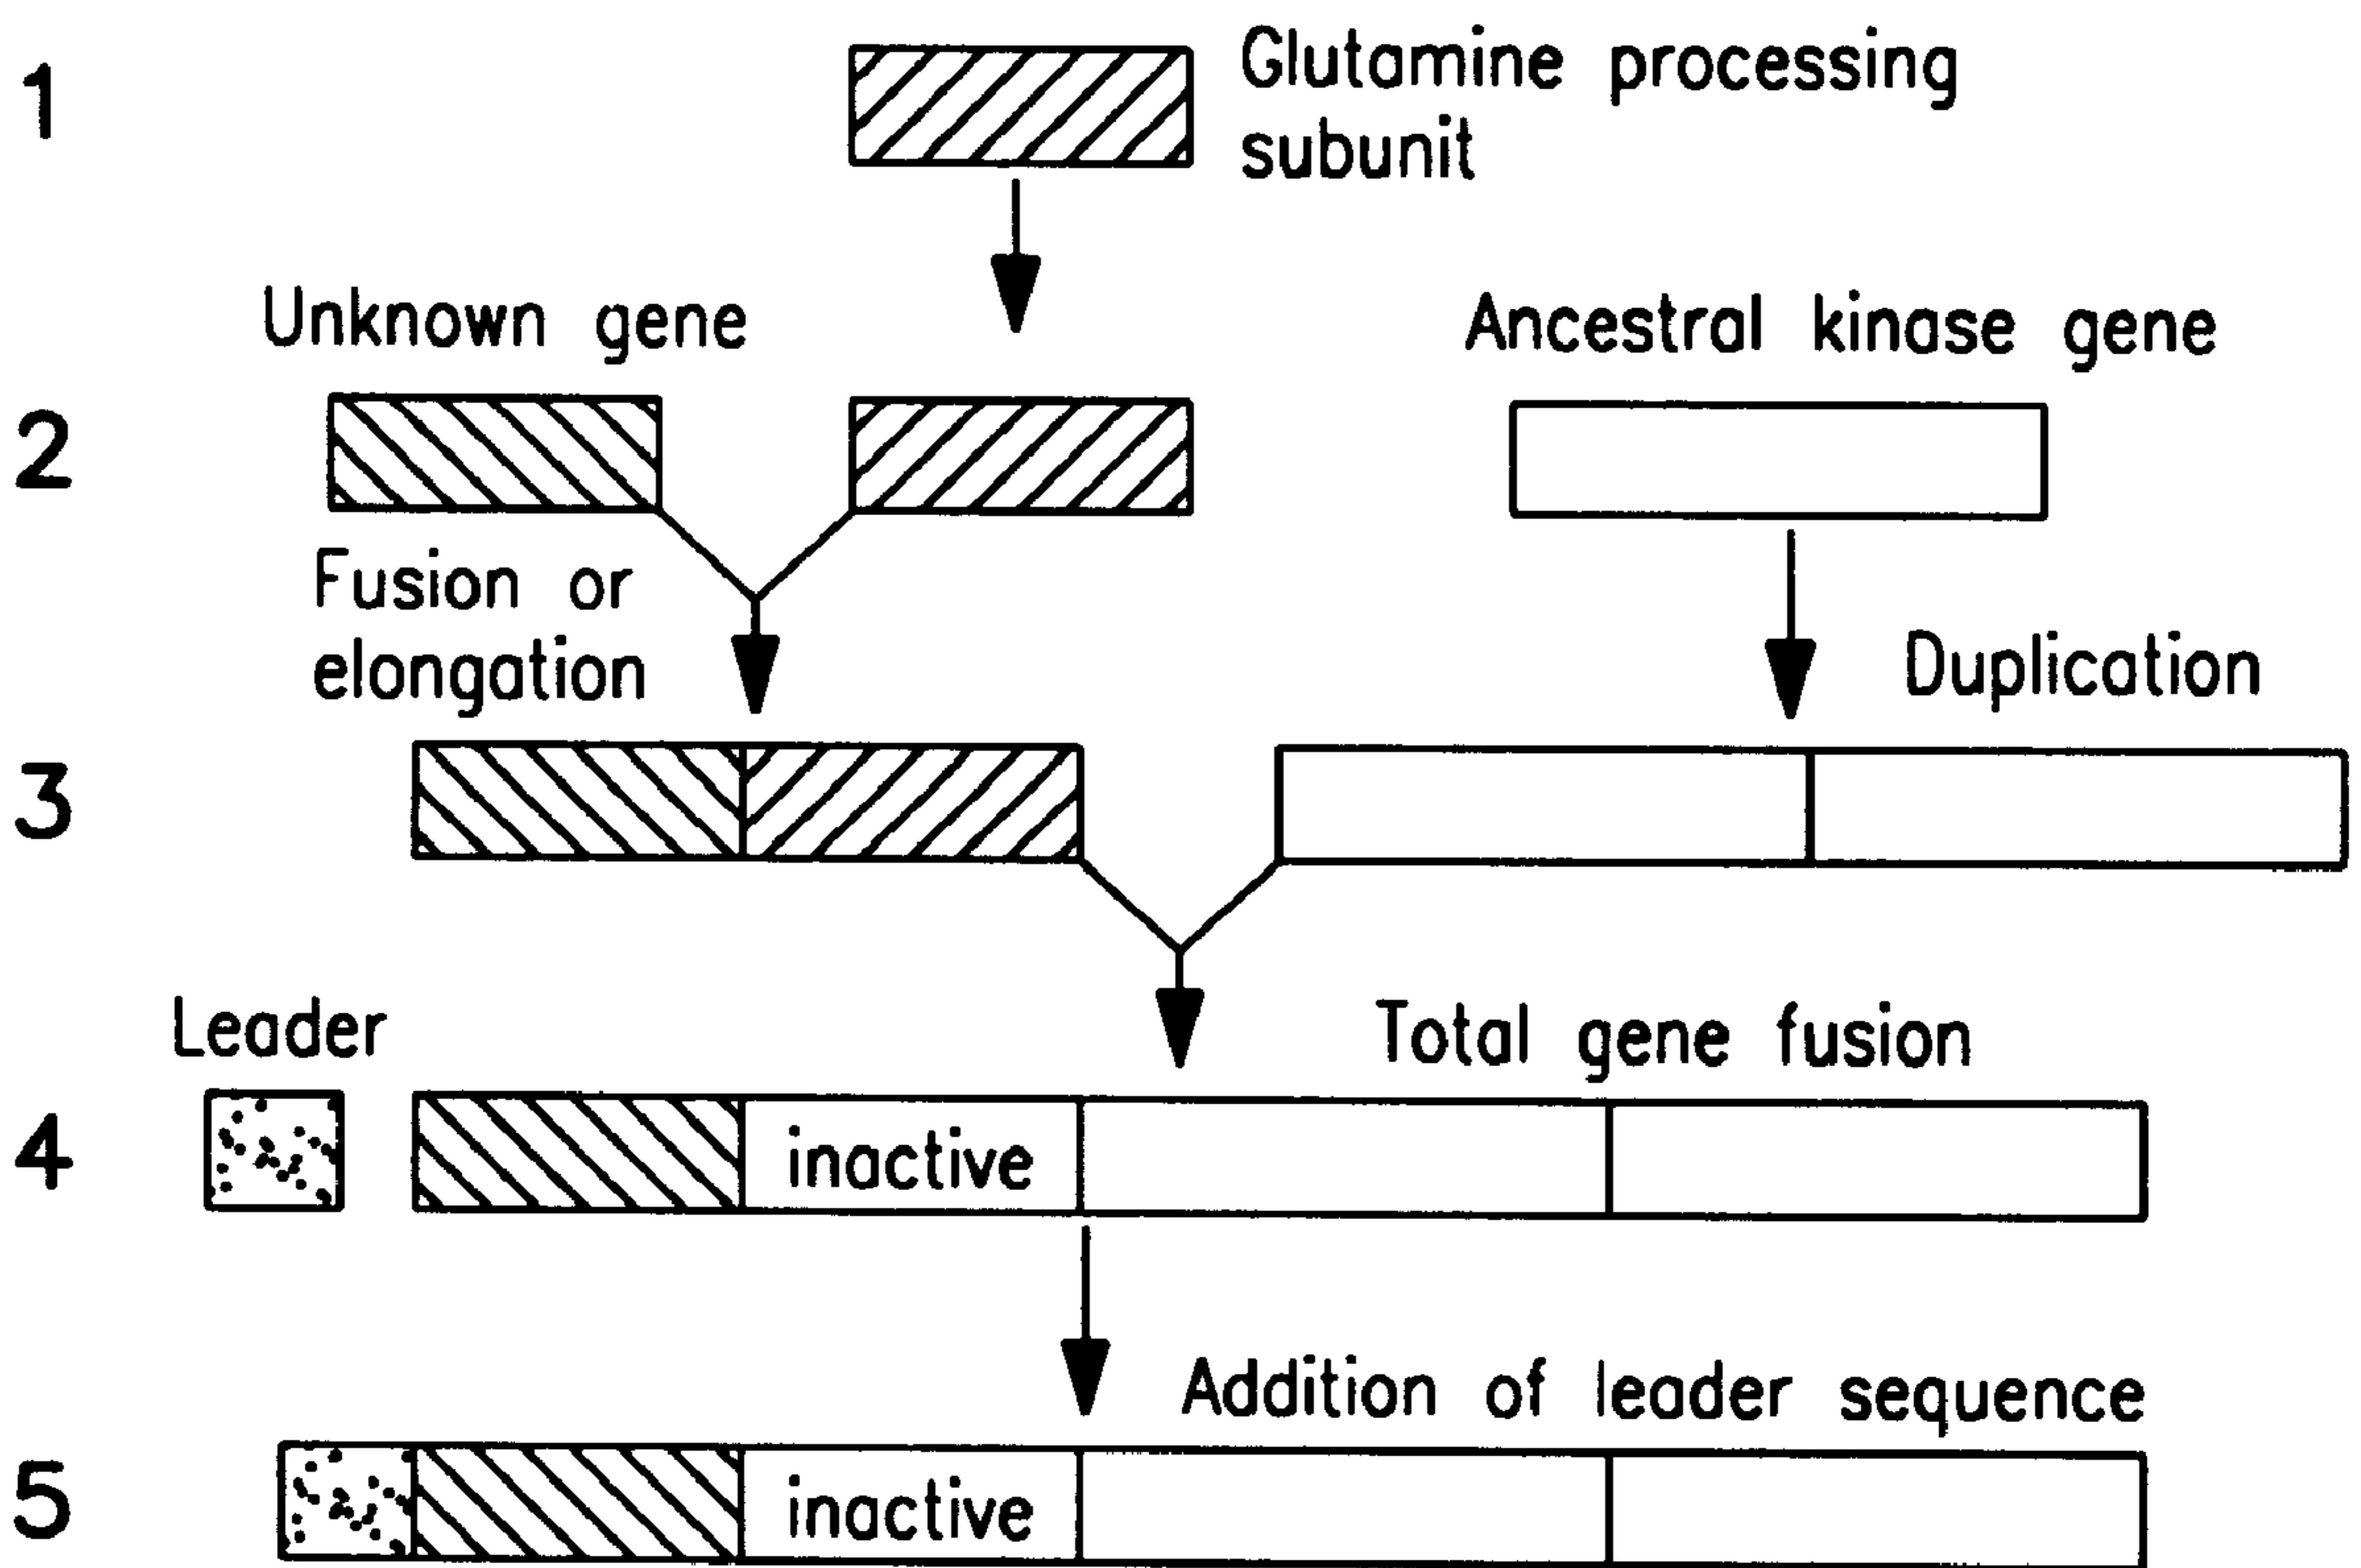 1
Glutamine processing
subunit
Unknown gene
Ancestral kinase gene
2
Fusion or
elongation
Duplication
3
Leader
Total gene fusion
4
inactive
Addition of leader sequence
5
inactive